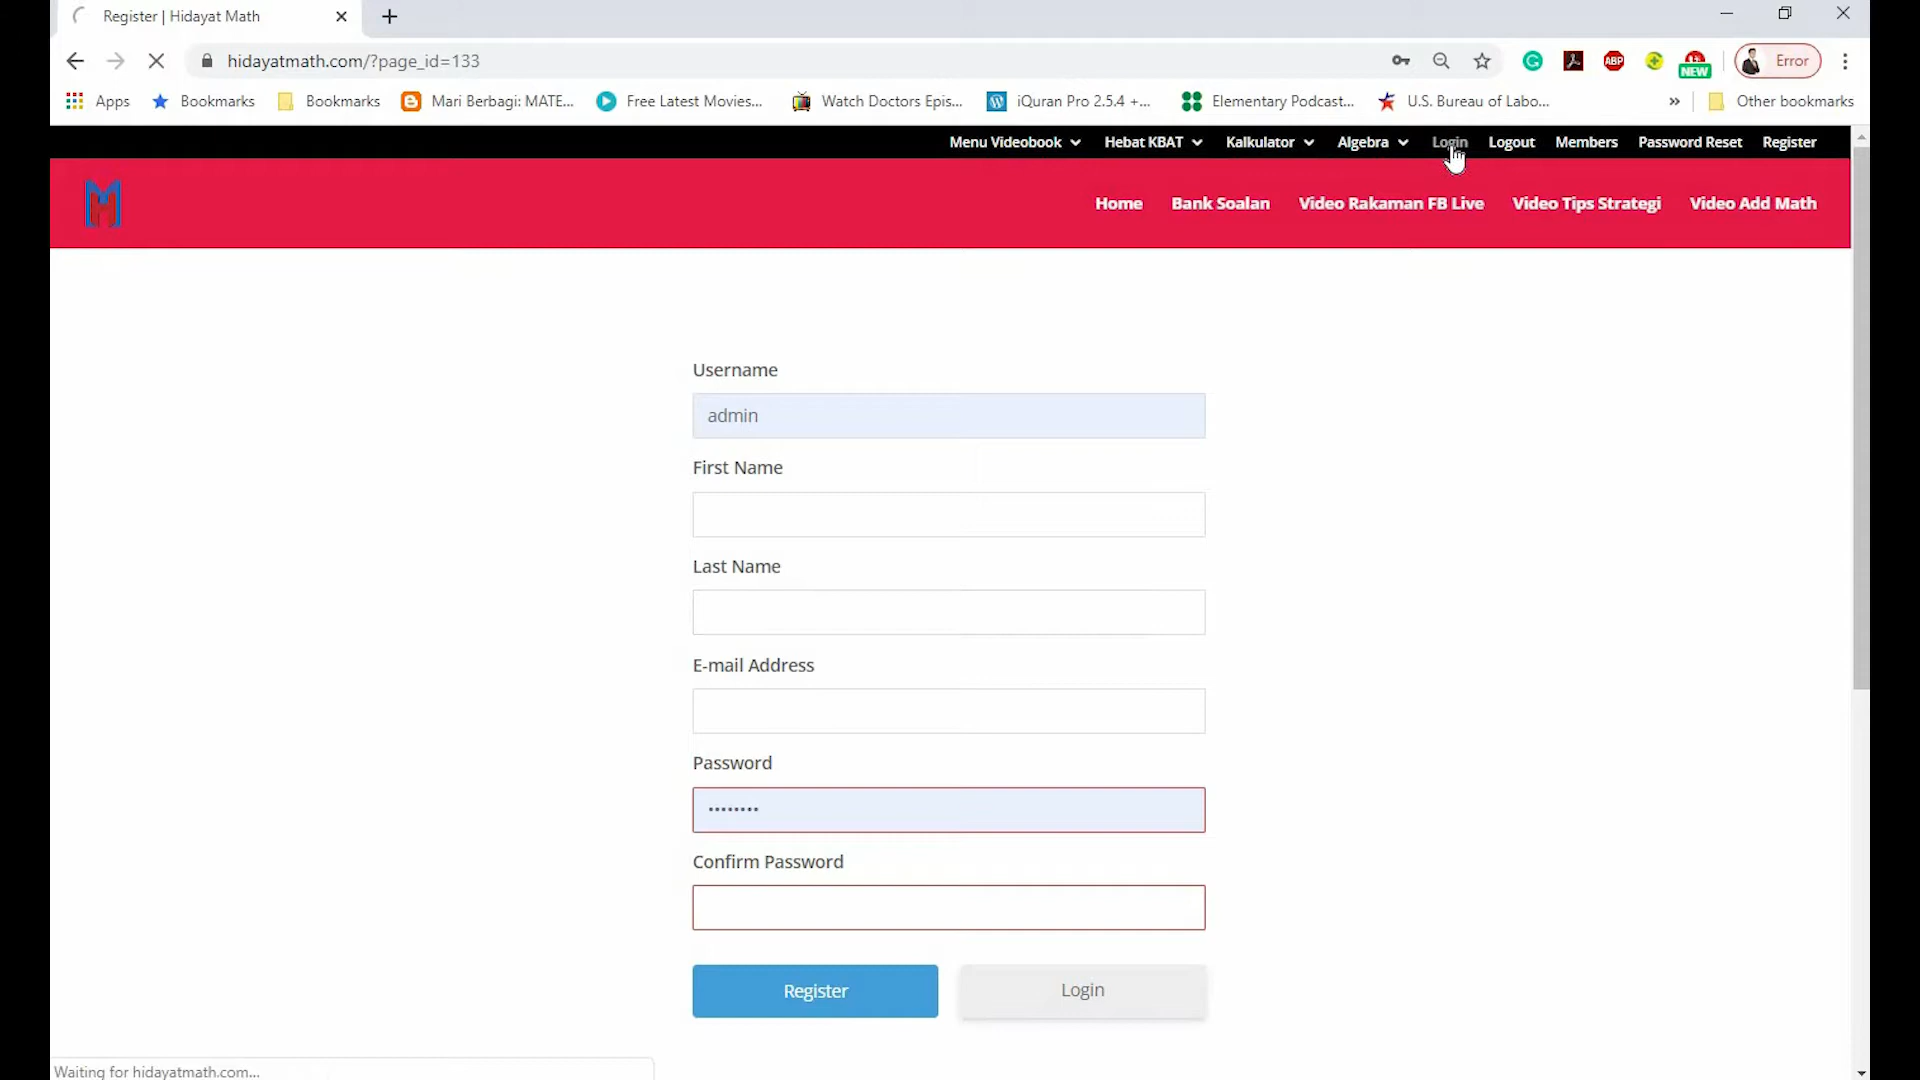 Register | Hidayat Math
hidayatmath.com/?page_id=133
ABP
NEW
Error
Apps
Bookmarks
Bookmarks
Mari Berbagi: MATE...
Free Latest Movies...
Watch Doctors Epis...
iQuran Pro 2.5.4 +...
Elementary Podcast...
U.S. Bureau of Labo...
»
Other bookmarks
Menu Videobook
Hebat KBAT
Kalkulator
Algebra
Login
Logout
Members
Password Reset
Register
Home
Bank Soalan
Video Rakaman FB Live
Video Tips Strategi
Video Add Math
Username
admin
First Name
Last Name
E-mail Address
Password
••••••••
Confirm Password
Register
Login
Waiting for hidayatmath.com...